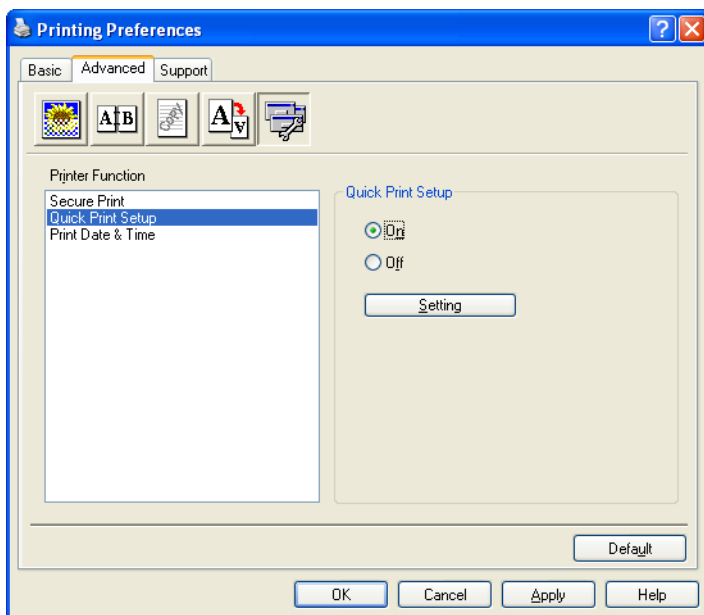 Printing Preferences
Basic Advanced Support
A B
Copy
A A
Printer Function
Secure Print
Quick Print Setup
Print Date & Time
Quick Print Setup
On
Off
Setting
Default
OK Cancel Apply Help